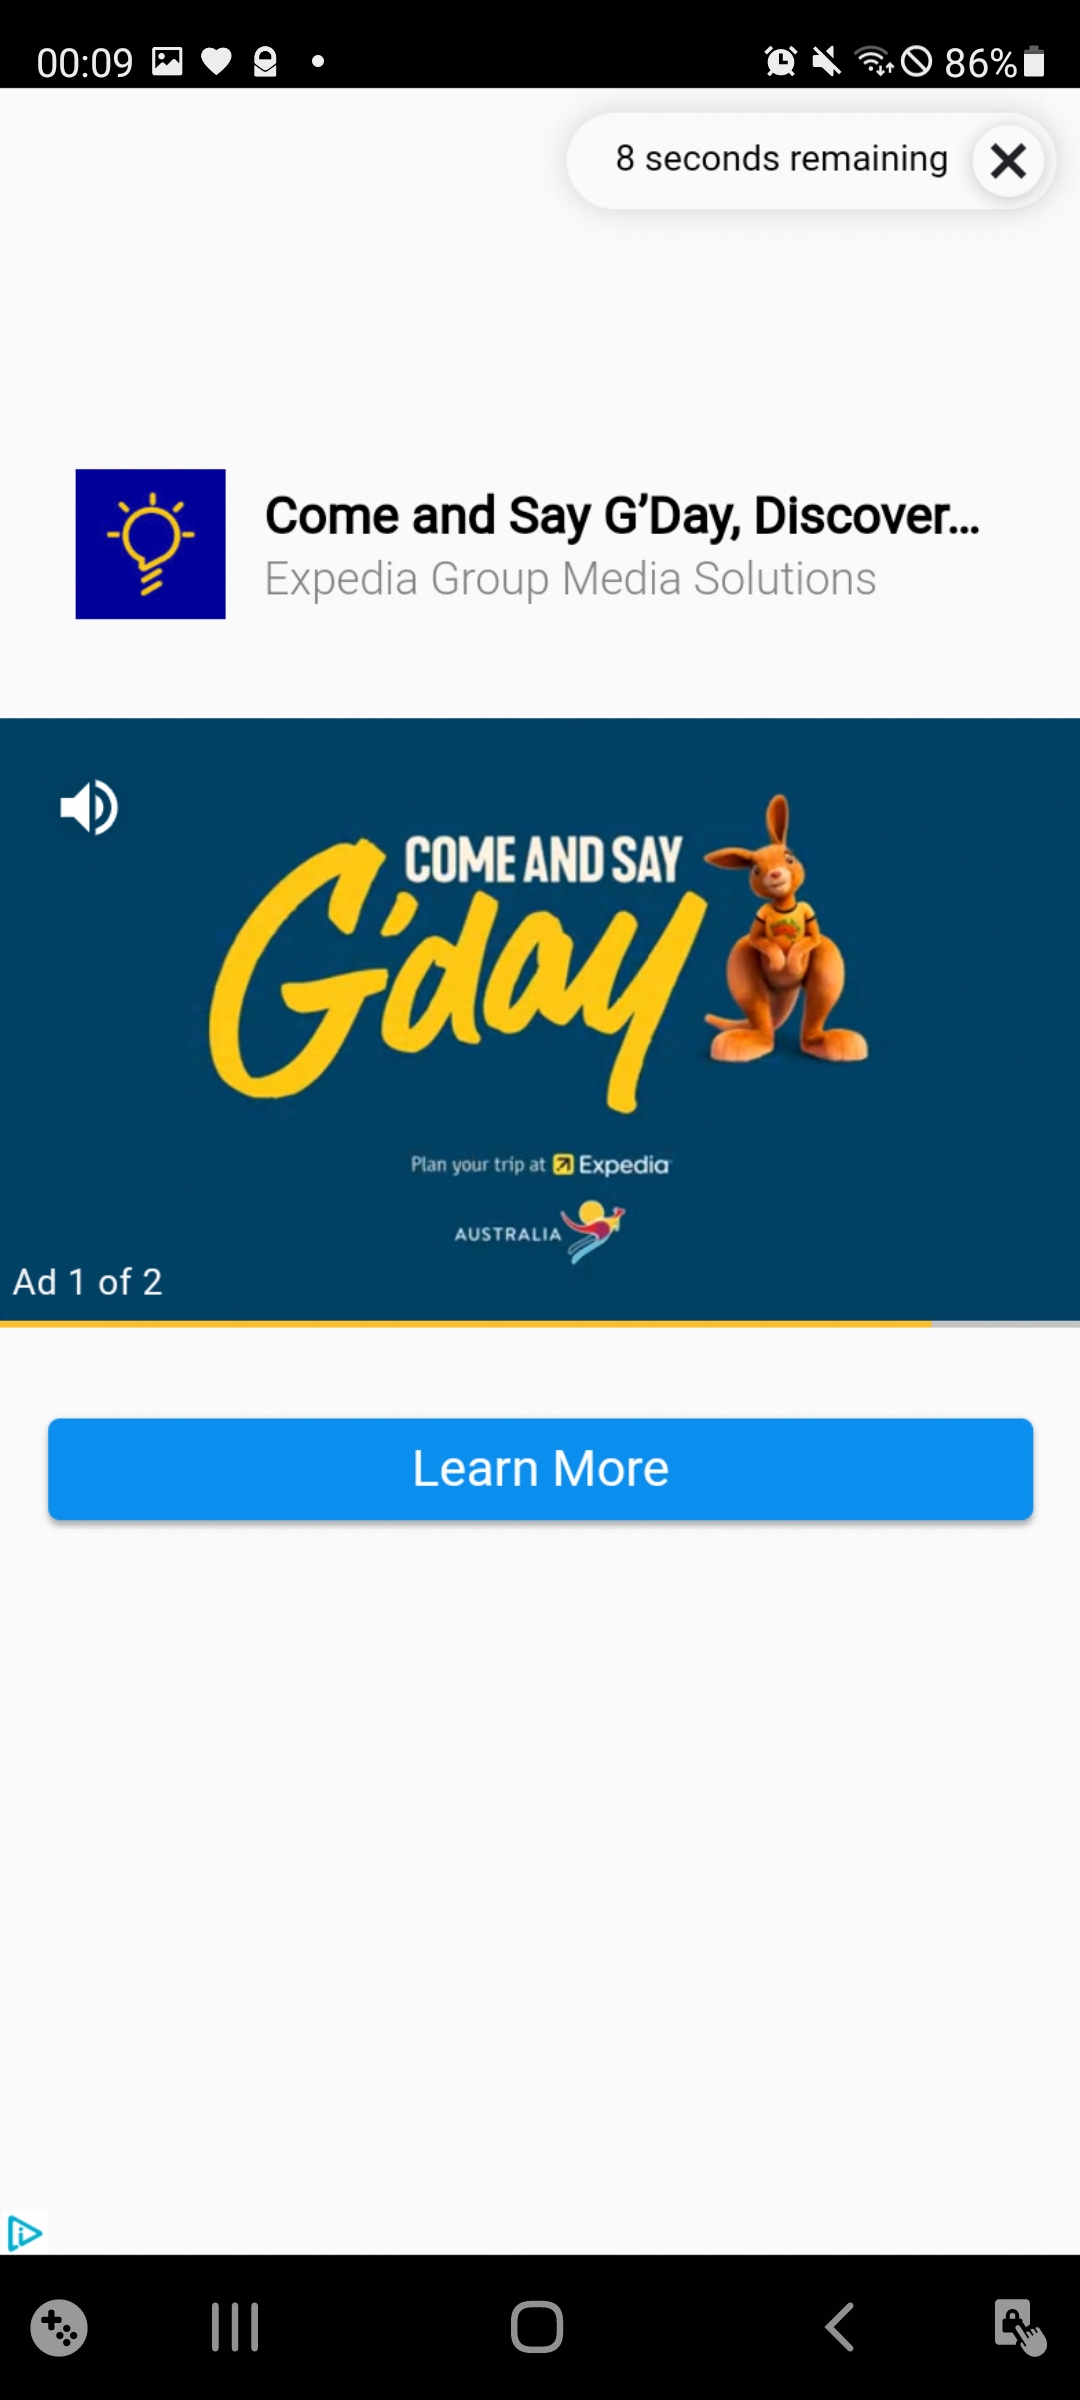 00:09
86%
8 seconds remaining
Come and Say G’Day, Discover...
Expedia Group Media Solutions
COME AND SAY
G'day
Plan your trip at Expedia
AUSTRALIA
Ad 1 of 2
Learn More